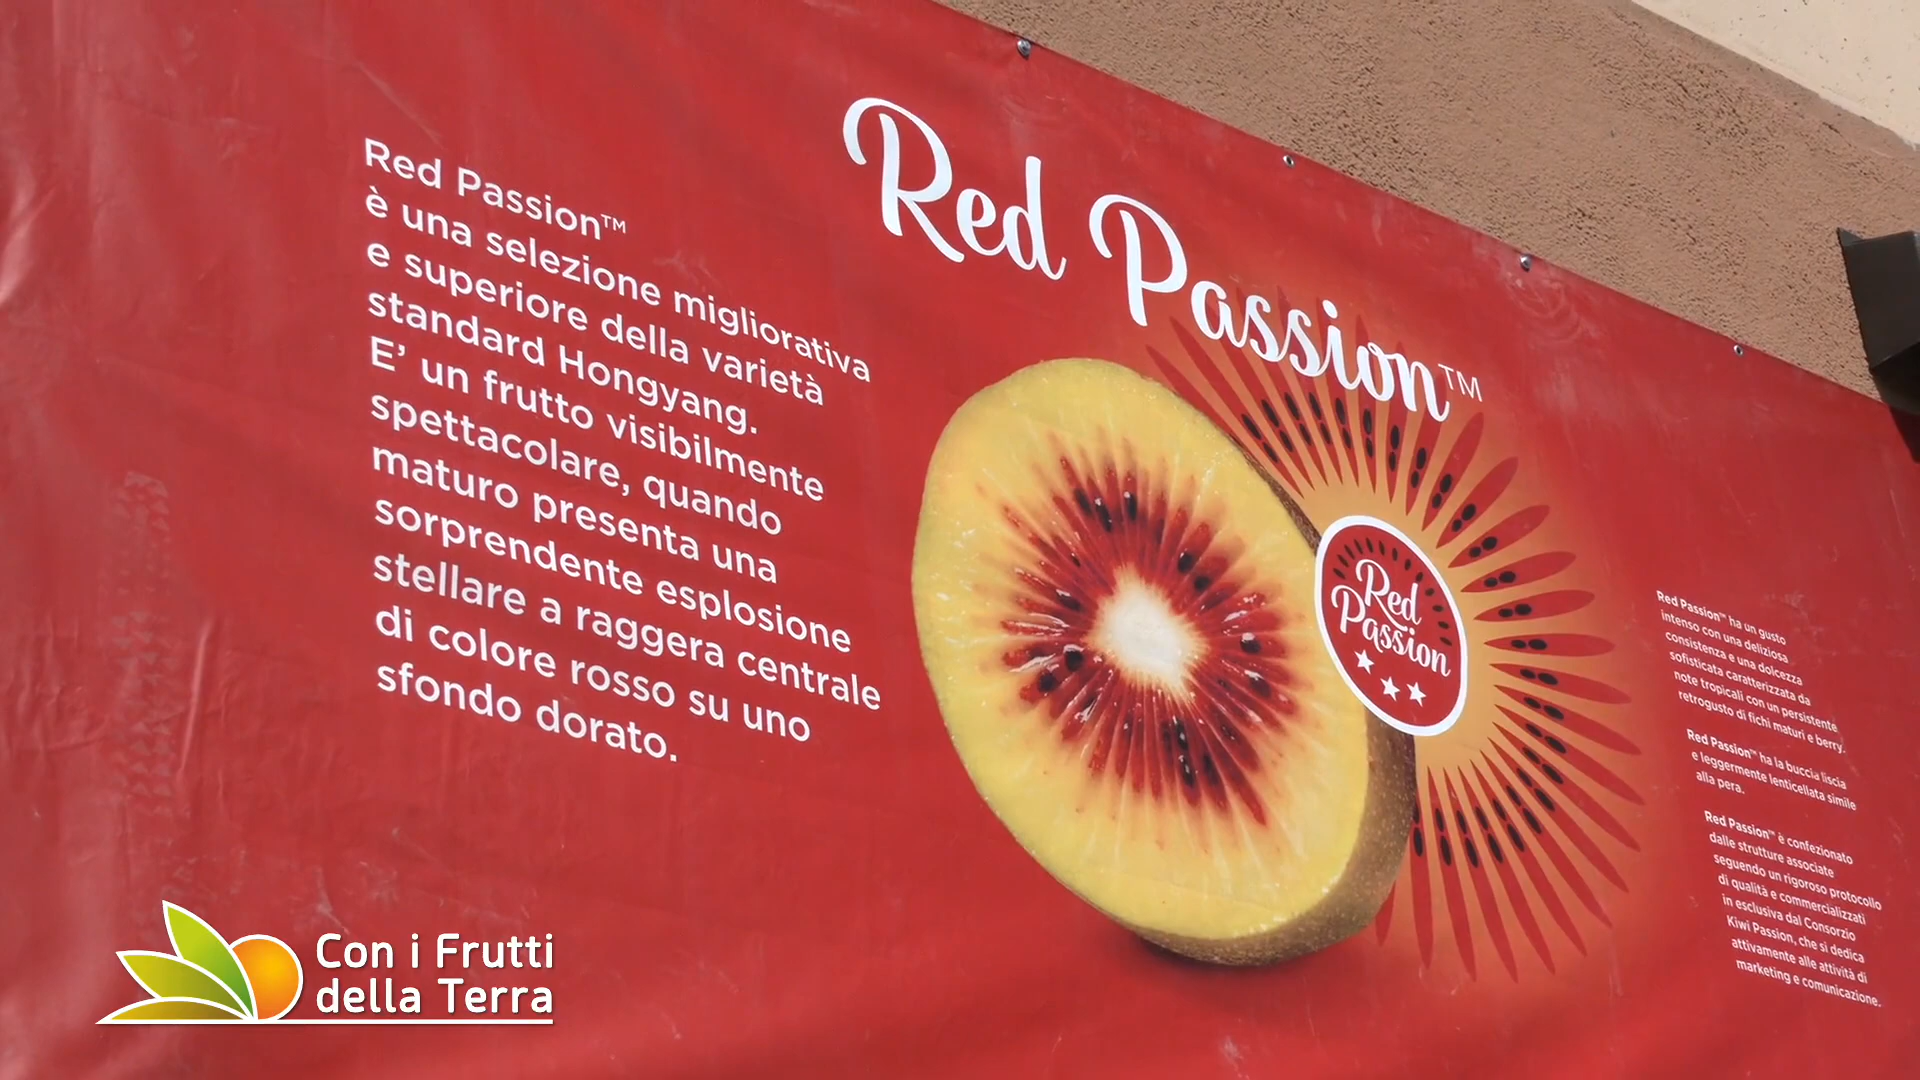 Red Passion™
è una selezione migliorativa
e superiore della varietà
standard Hongyang.
E’ un frutto visibilmente
spettacolare, quando
maturo presenta una
sorprendente esplosione
stellare a raggera centrale
di colore rosso su uno
sfondo dorato.
Red Passion™
Red
Passion
Red Passion™ ha un gusto
intenso con una deliziosa
consistenza e una dolcezza
sofisticata caratterizzata da
note tropicali con un persistente
retrogusto di fichi maturi e berry.
Red Passion™ ha la buccia liscia
e leggermente lenticellata simile
alla pera.
Red Passion™ è confezionato
dalle strutture associate
seguendo un rigoroso protocollo
di qualità e commercializzati
in esclusiva dal Consorzio
Kiwi Passion, che si dedica
attivamente alle attività di
marketing e comunicazione.
Con i Frutti
della Terra